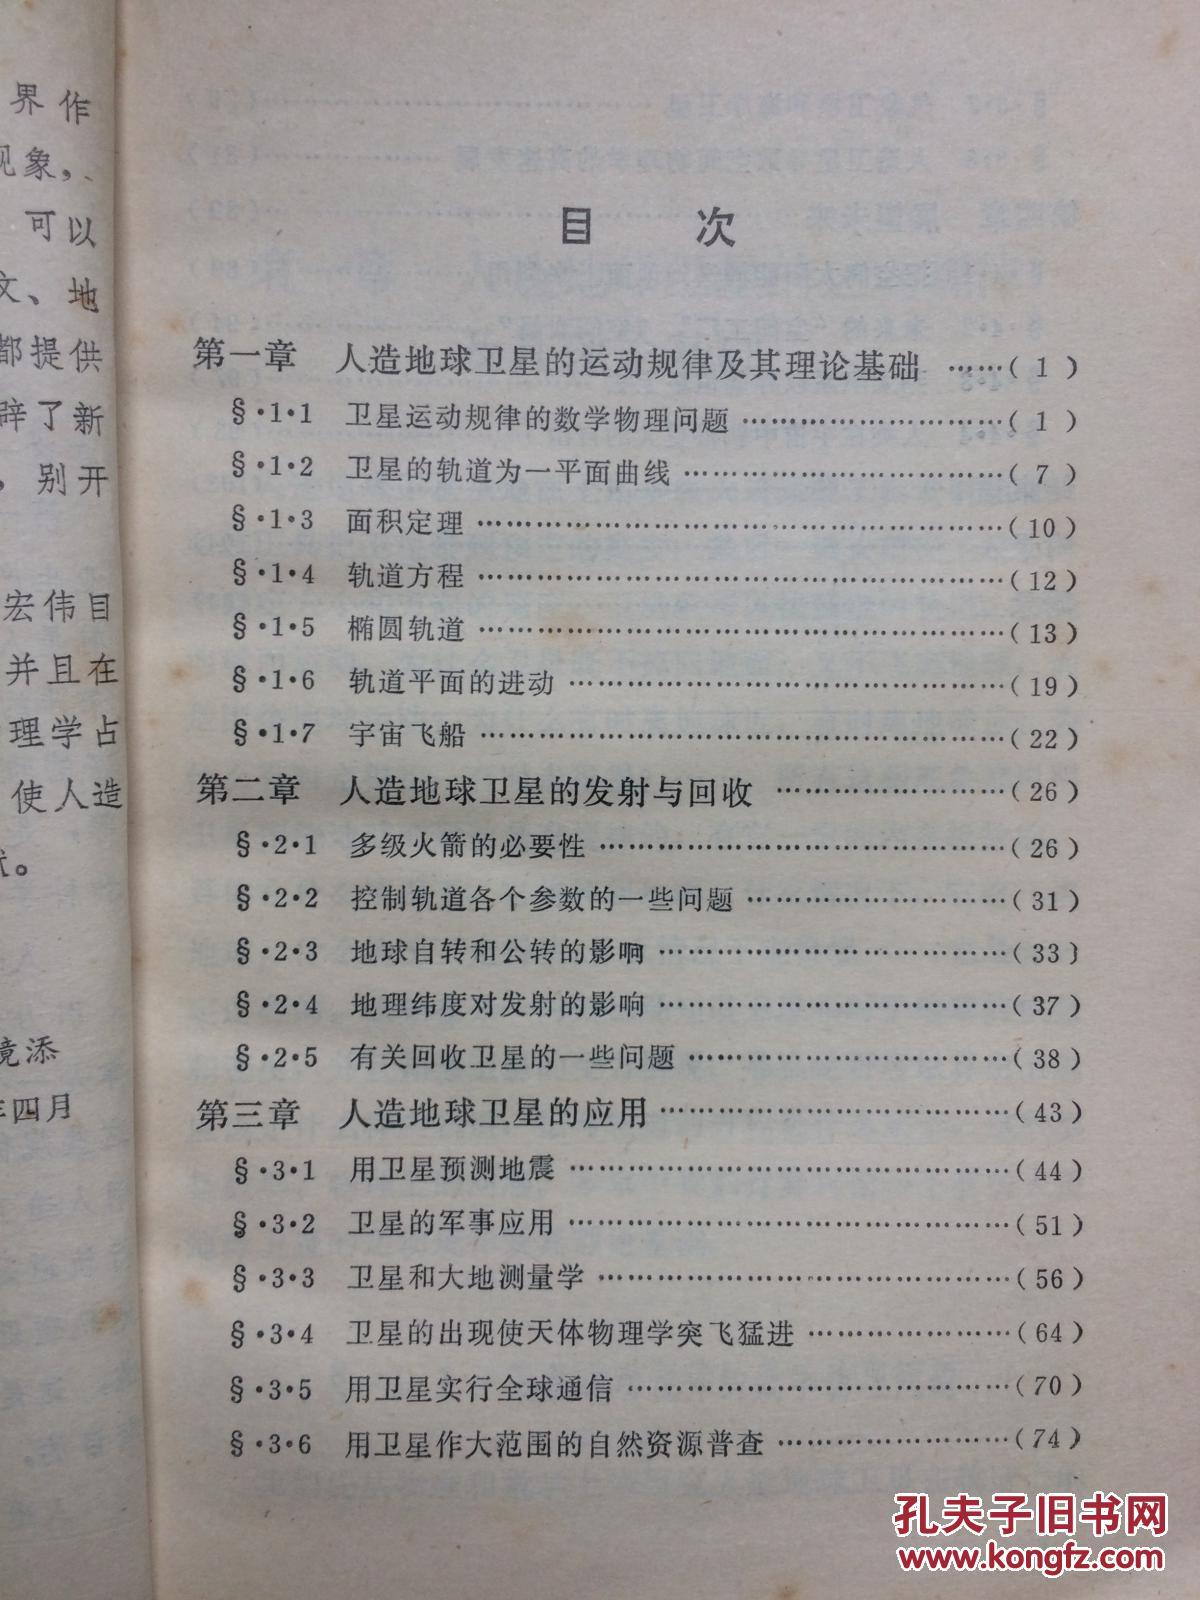 界作
现象，
可以
文、地
都提供
辟了新
，别开
宏伟目
并且在
理学占
使人造
。
境添
年四月
目 次
第一章 人造地球卫星的运动规律及其理论基础 ……( 1 )
§·1·1 卫星运动规律的数学物理问题 ………………………( 1 )
§·1·2 卫星的轨道为一平面曲线 ……………………………( 7 )
§·1·3 面积定理 ………………………………………………(10)
§·1·4 轨道方程 ………………………………………………(12)
§·1·5 椭圆轨道 ………………………………………………(13)
§·1·6 轨道平面的进动 ………………………………………(19)
§·1·7 宇宙飞船 ………………………………………………(22)
第二章 人造地球卫星的发射与回收 ……………………(26)
§·2·1 多级火箭的必要性 ……………………………………(26)
§·2·2 控制轨道各个参数的一些问题 ………………………(31)
§·2·3 地球自转和公转的影响 ………………………………(33)
§·2·4 地理纬度对发射的影响 ………………………………(37)
§·2·5 有关回收卫星的一些问题 ……………………………(38)
第三章 人造地球卫星的应用 ………………………………(43)
§·3·1 用卫星预测地震 ………………………………………(44)
§·3·2 卫星的军事应用 ………………………………………(51)
§·3·3 卫星和大地测量学 ……………………………………(56)
§·3·4 卫星的出现使天体物理学突飞猛进 …………………(64)
§·3·5 用卫星实行全球通信 …………………………………(70)
§·3·6 用卫星作大范围的自然资源普查 ……………………(74)
孔夫子旧书网
www.kongfz.com